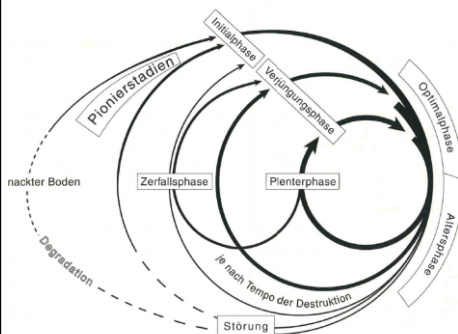 Initialphase
Verjüngungsphase
Pionierstadien
Optimalphase
nackter Boden
Zerfallsphase
Plenterphase
Altersphase
Degradation
je nach Tempo der Destruktion
Störung